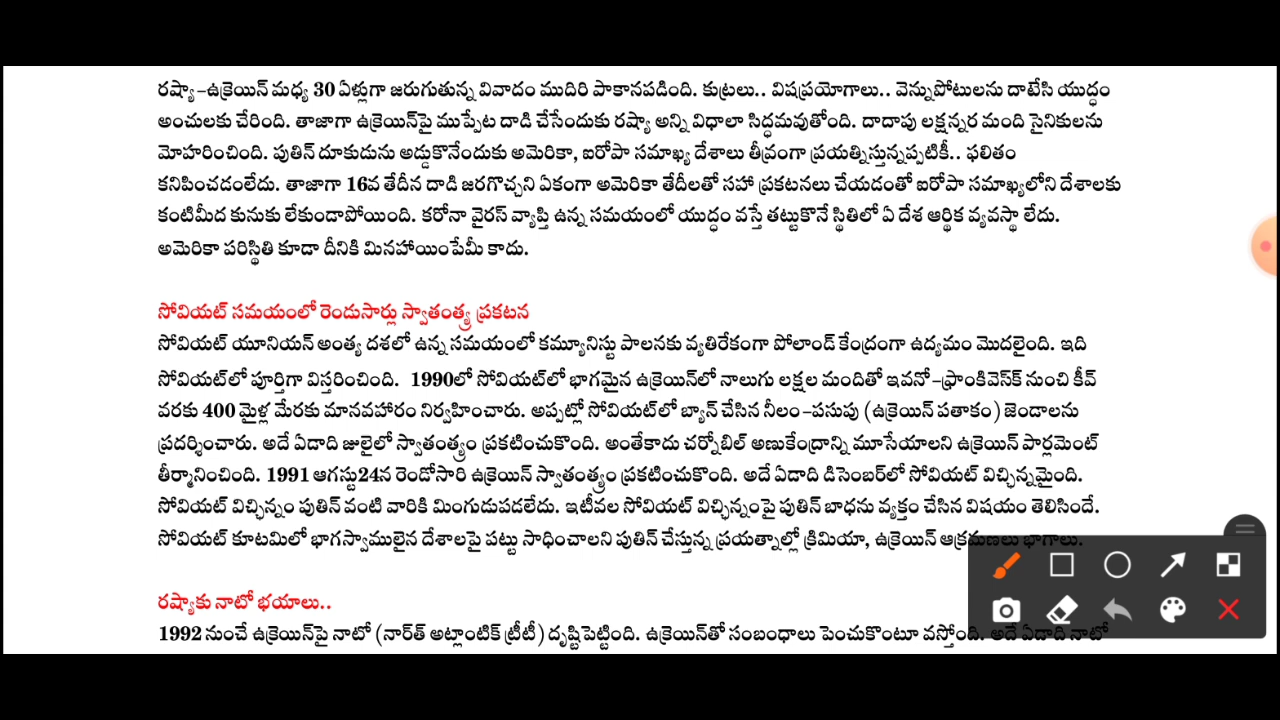 రష్యా-ఉక్రెయిన్ మధ్య 30 ఏళ్లుగా జరుగుతున్న వివాదం ముదిరి పాకానపడింది. కుట్రలు.. విషప్రయోగాలు.. వెన్నుపోటులను దాటేసి యుద్ధం
అంచులకు చేరింది. తాజాగా ఉక్రెయిన్‌పై ముప్పేట దాడి చేసేందుకు రష్యా అన్ని విధాలా సిద్ధమవుతోంది. దాదాపు లక్షన్నర మంది సైనికులను
మోహరించింది. పుతిన్ దూకుడును అడ్డుకొనేందుకు అమెరికా, ఐరోపా సమాఖ్య దేశాలు తీవ్రంగా ప్రయత్నిస్తున్నప్పటికీ.. ఫలితం
కనిపించడంలేదు. తాజాగా 16వ తేదీన దాడి జరగొచ్చని ఏకంగా అమెరికా తేదీలతో సహా ప్రకటనలు చేయడంతో ఐరోపా సమాఖ్యలోని దేశాలకు
కంటిమీద కునుకు లేకుండాపోయింది. కరోనా వైరస్ వ్యాప్తి ఉన్న సమయంలో యుద్ధం వస్తే తట్టుకొనే స్థితిలో ఏ దేశ ఆర్థిక వ్యవస్థా లేదు.
అమెరికా పరిస్థితి కూడా దీనికి మినహాయింపేమీ కాదు.
సోవియట్ సమయంలో రెండుసార్లు స్వాతంత్ర్య ప్రకటన
సోవియట్ యూనియన్ అంత్య దశలో ఉన్న సమయంలో కమ్యూనిస్టు పాలనకు వ్యతిరేకంగా పోలాండ్ కేంద్రంగా ఉద్యమం మొదలైంది. ఇది
సోవియట్‌లో పూర్తిగా విస్తరించింది. 1990లో సోవియట్‌లో భాగమైన ఉక్రెయిన్‌లో నాలుగు లక్షల మందితో ఇవనో-ఫ్రాంకివెస్క్ నుంచి కీవ్
వరకు 400 మైళ్ల మేరకు మానవహారం నిర్వహించారు. అప్పట్లో సోవియట్‌లో బ్యాన్ చేసిన నీలం-పసుపు (ఉక్రెయిన్ పతాకం) జెండాలను
ప్రదర్శించారు. అదే ఏడాది జులైలో స్వాతంత్ర్యం ప్రకటించుకొంది. అంతేకాదు చర్నోబిల్ అణుకేంద్రాన్ని మూసేయాలని ఉక్రెయిన్ పార్లమెంట్
తీర్మానించింది. 1991 ఆగస్టు24న రెండోసారి ఉక్రెయిన్ స్వాతంత్ర్యం ప్రకటించుకొంది. అదే ఏడాది డిసెంబర్‌లో సోవియట్ విచ్ఛిన్నమైంది.
సోవియట్ విచ్ఛిన్నం పుతిన్ వంటి వారికి మింగుడుపడలేదు. ఇటీవల సోవియట్ విచ్ఛిన్నంపై పుతిన్ బాధను వ్యక్తం చేసిన విషయం తెలిసిందే.
సోవియట్ కూటమిలో భాగస్వాములైన దేశాలపై పట్టు సాధించాలని పుతిన్ చేస్తున్న ప్రయత్నాల్లో క్రిమియా, ఉక్రెయిన్ ఆక్రమణలు భాగాలు.
రష్యాకు నాటో భయాలు..
1992 నుంచే ఉక్రెయిన్‌పై నాటో (నార్త్ అట్లాంటిక్ ట్రీటీ) దృష్టిపెట్టింది. ఉక్రెయిన్‌తో సంబంధాలు పెంచుకొంటూ వస్తోంది. అదే ఏడాది నాటో